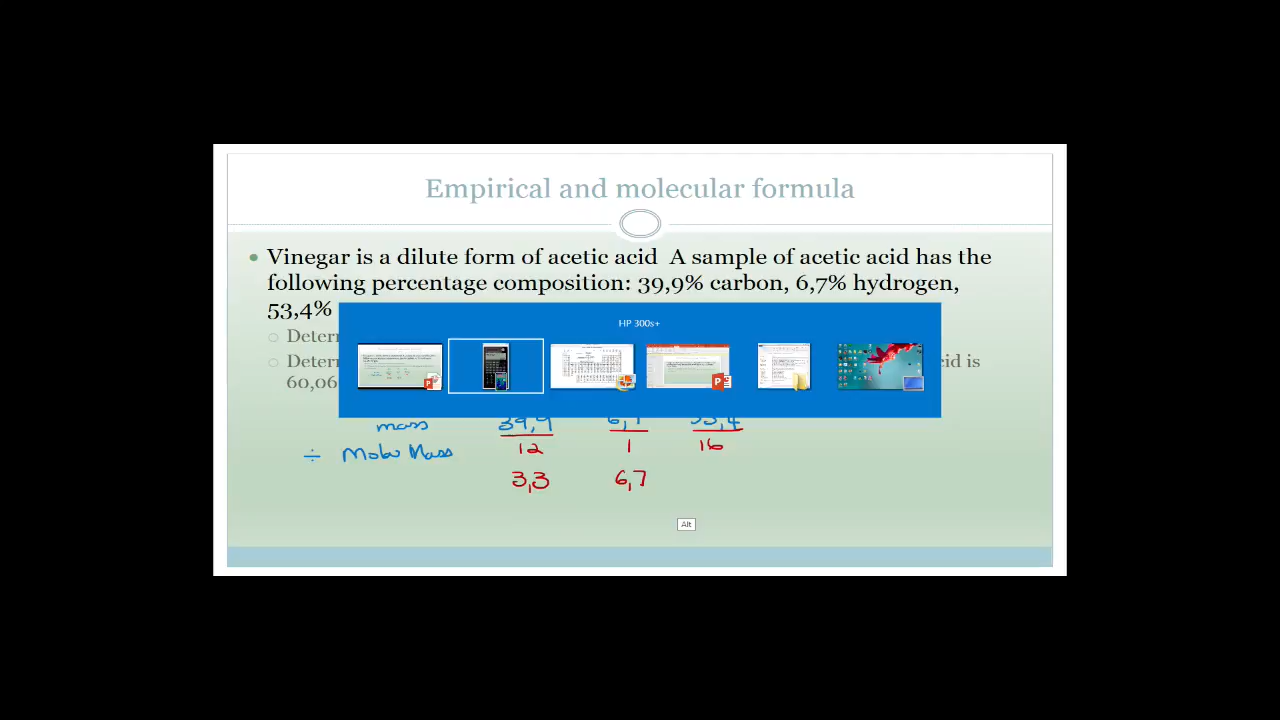 Empirical and molecular formula
Vinegar is a dilute form of acetic acid A sample of acetic acid has the
following percentage composition: 39,9% carbon, 6,7% hydrogen,
53,4%
HP 300s+
Deter
Deter
cid is
60,06
mass 39,9 6,7 53,4
÷ Molar Mass 12 1 16
3,3 6,7
Alt